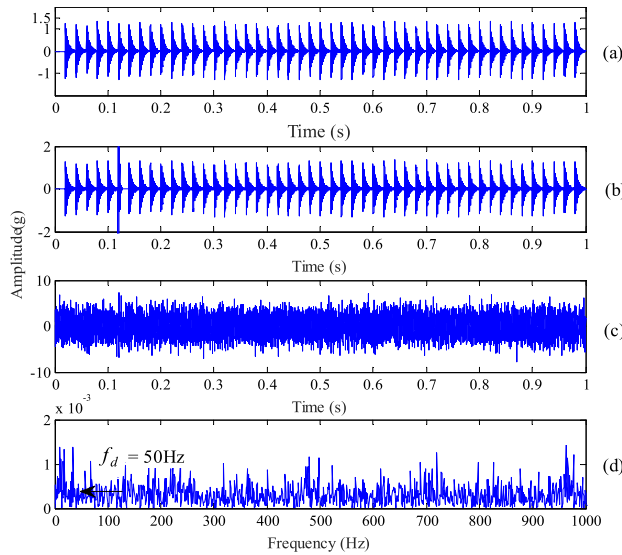 1.5
1
0
-1
(a)
0 0.1 0.2 0.3 0.4 0.5 0.6 0.7 0.8 0.9 1
Time (s)
2
0
-2
(b)
0 0.1 0.2 0.3 0.4 0.5 0.6 0.7 0.8 0.9 1
Time (s)
Amplitude(g)
10
0
-10
(c)
0 0.1 0.2 0.3 0.4 0.5 0.6 0.7 0.8 0.9 1
Time (s)
x 10⁻³
2
1
0
f_d = 50Hz
(d)
0 100 200 300 400 500 600 700 800 900 1000
Frequency (Hz)